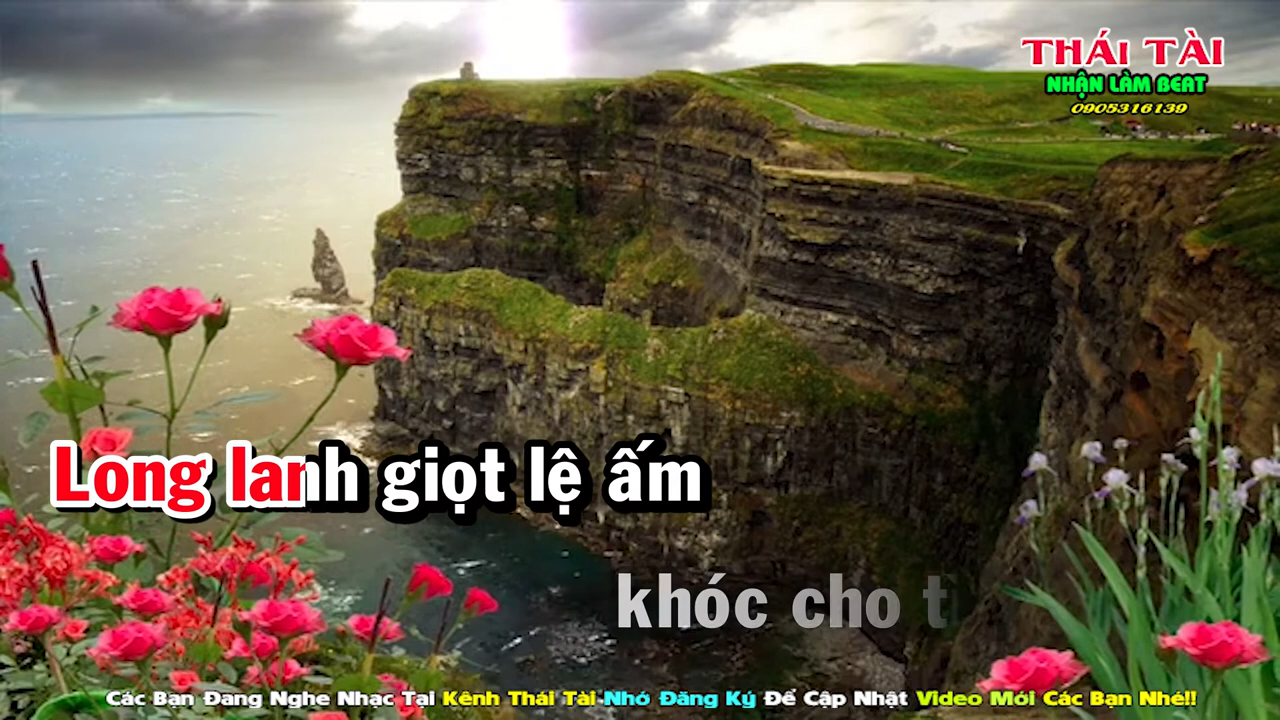 THÁi TÀI
NHẬN LÀM BEAT
0905316139
Long lanh giọt lệ ấm
khóc cho
Các Bạn Đang Nghe Nhạc Tại Kênh Thái Tài-Nhớ Đăng Ký Để Cập Nhật Video Mới Các Bạn Nhé!!